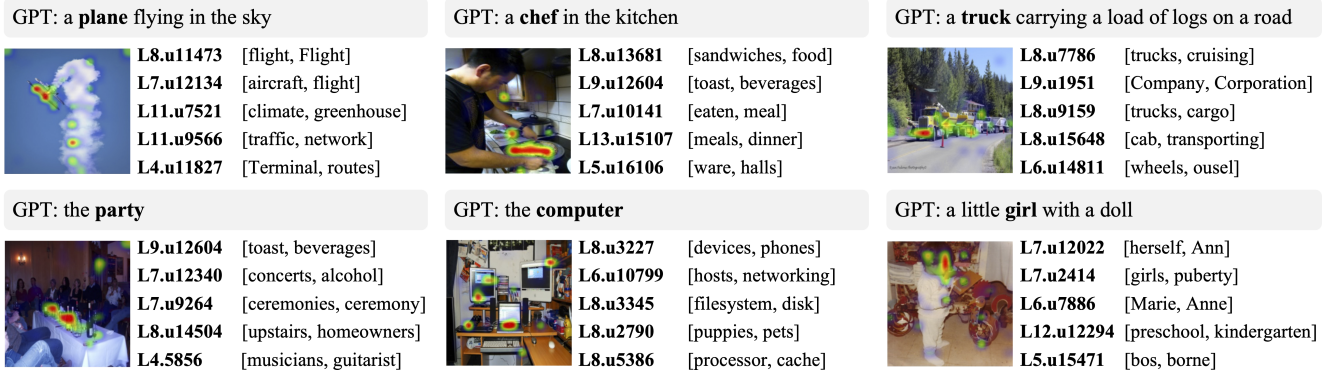 GPT: a plane flying in the sky
L8.u11473 [flight, Flight]
L7.u12134 [aircraft, flight]
L11.u7521 [climate, greenhouse]
L11.u9566 [traffic, network]
L4.u11827 [Terminal, routes]
GPT: a chef in the kitchen
L8.u13681 [sandwiches, food]
L9.u12604 [toast, beverages]
L7.u10141 [eaten, meal]
L13.u15107 [meals, dinner]
L5.u16106 [ware, halls]
GPT: a truck carrying a load of logs on a road
L8.u7786 [trucks, cruising]
L9.u1951 [Company, Corporation]
L8.u9159 [trucks, cargo]
L8.u15648 [cab, transporting]
L6.u14811 [wheels, ousel]
GPT: the party
L9.u12604 [toast, beverages]
L7.u12340 [concerts, alcohol]
L7.u9264 [ceremonies, ceremony]
L8.u14504 [upstairs, homeowners]
L4.5856 [musicians, guitarist]
GPT: the computer
L8.u3227 [devices, phones]
L6.u10799 [hosts, networking]
L8.u3345 [filesystem, disk]
L8.u2790 [puppies, pets]
L8.u5386 [processor, cache]
GPT: a little girl with a doll
L7.u12022 [herself, Ann]
L7.u2414 [girls, puberty]
L6.u7886 [Marie, Anne]
L12.u12294 [preschool, kindergarten]
L5.u15471 [bos, borne]